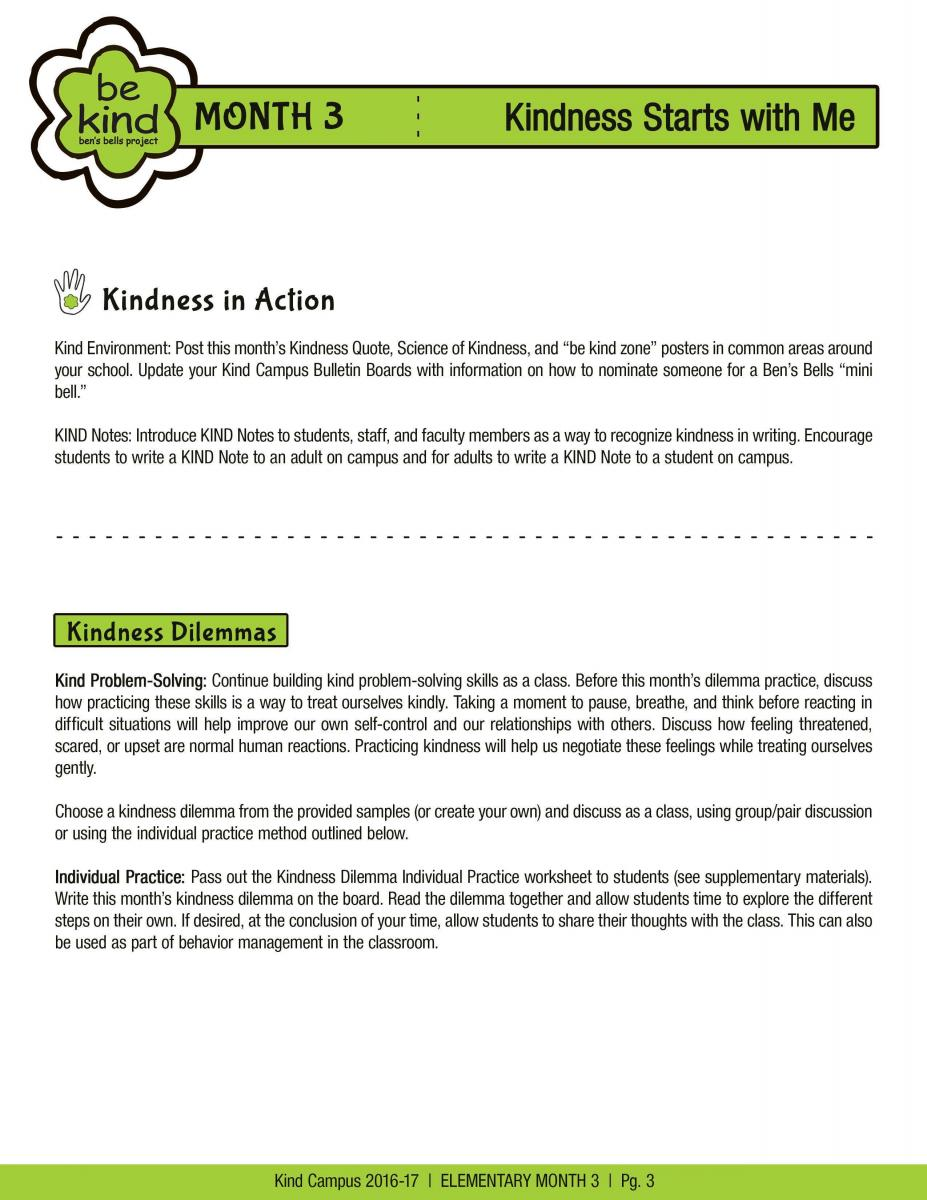 be
kind
ben's bells project
MONTH 3
Kindness Starts with Me
Kindness in Action
Kind Environment: Post this month’s Kindness Quote, Science of Kindness, and “be kind zone” posters in common areas around
your school. Update your Kind Campus Bulletin Boards with information on how to nominate someone for a Ben’s Bells “mini
bell.”
KIND Notes: Introduce KIND Notes to students, staff, and faculty members as a way to recognize kindness in writing. Encourage
students to write a KIND Note to an adult on campus and for adults to write a KIND Note to a student on campus.
Kindness Dilemmas
Kind Problem-Solving: Continue building kind problem-solving skills as a class. Before this month’s dilemma practice, discuss
how practicing these skills is a way to treat ourselves kindly. Taking a moment to pause, breathe, and think before reacting in
difficult situations will help improve our own self-control and our relationships with others. Discuss how feeling threatened,
scared, or upset are normal human reactions. Practicing kindness will help us negotiate these feelings while treating ourselves
gently.
Choose a kindness dilemma from the provided samples (or create your own) and discuss as a class, using group/pair discussion
or using the individual practice method outlined below.
Individual Practice: Pass out the Kindness Dilemma Individual Practice worksheet to students (see supplementary materials).
Write this month’s kindness dilemma on the board. Read the dilemma together and allow students time to explore the different
steps on their own. If desired, at the conclusion of your time, allow students to share their thoughts with the class. This can also
be used as part of behavior management in the classroom.
Kind Campus 2016-17 | ELEMENTARY MONTH 3 | Pg. 3